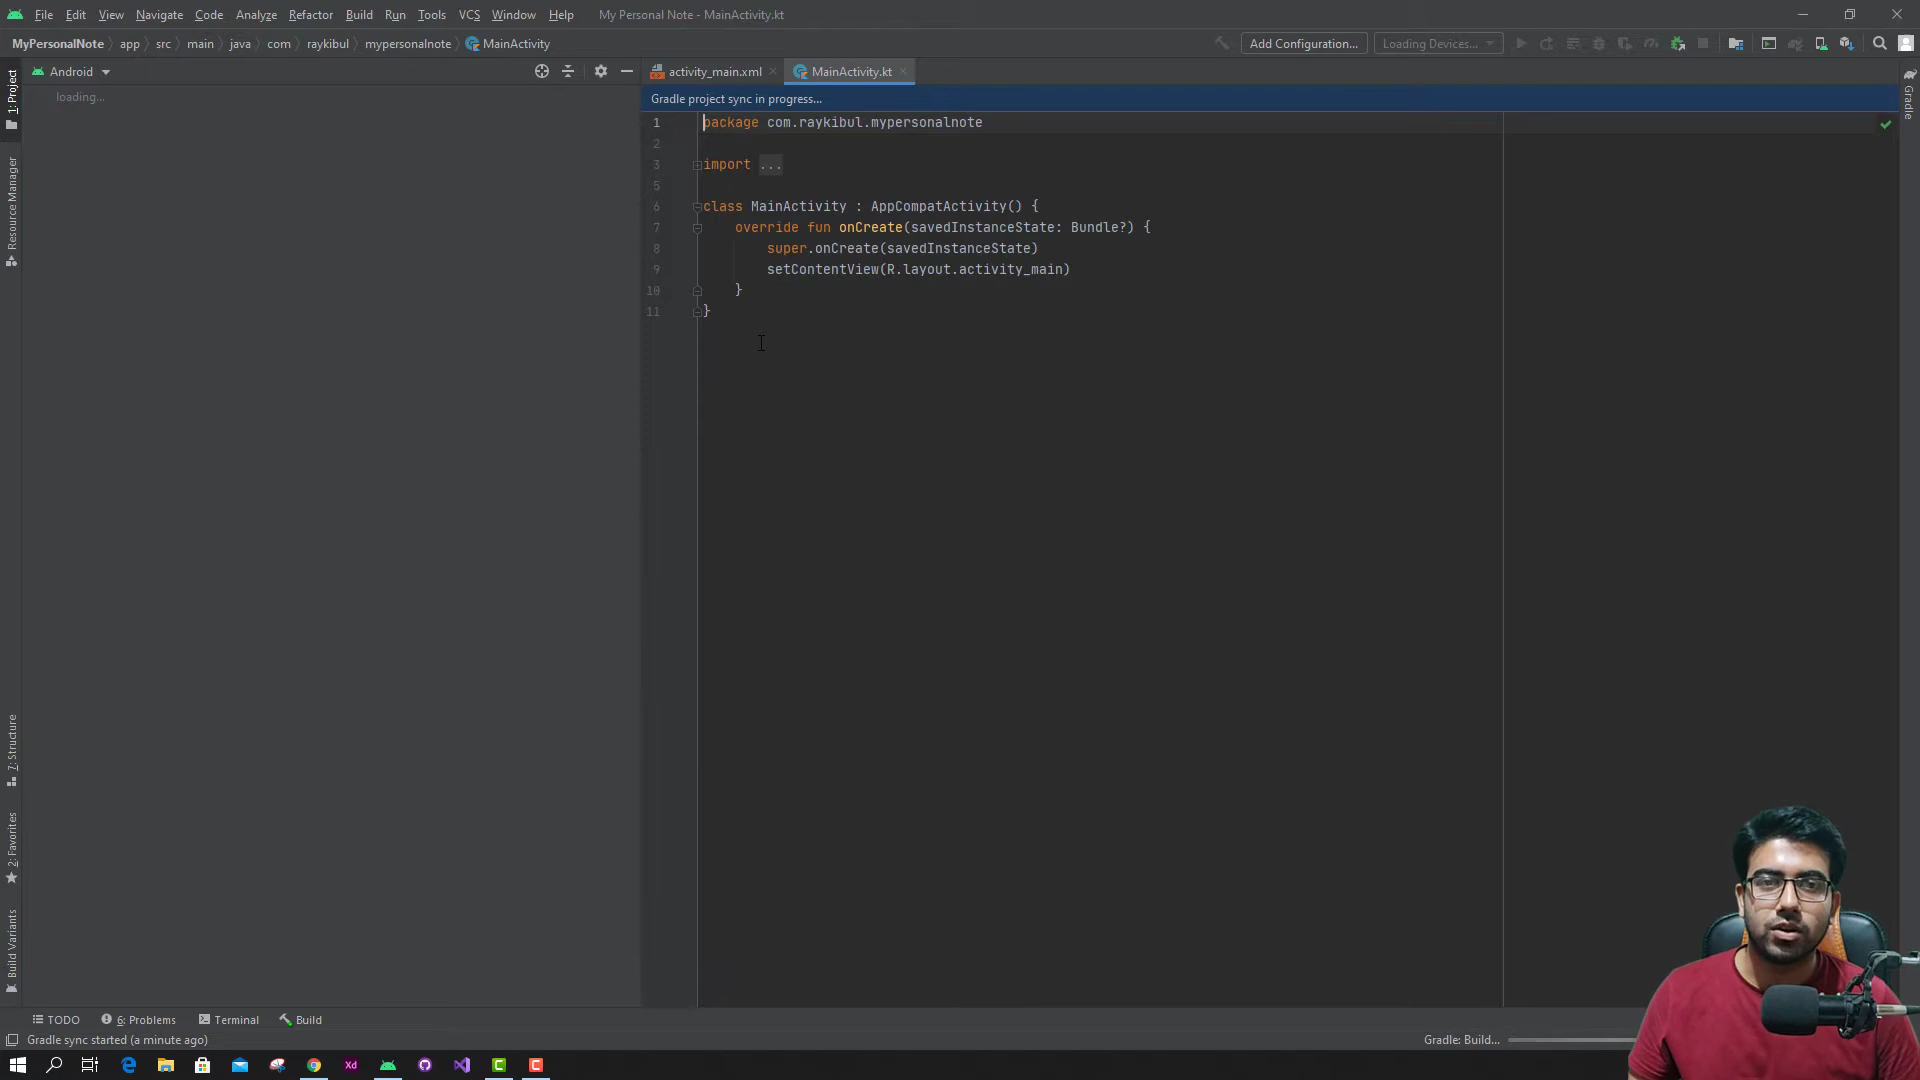 File Edit View Navigate Code Analyze Refactor Build Run Tools VCS Window Help My Personal Note - MainActivity.kt
MyPersonalNote app src main java com raykibul mypersonalnote MainActivity Add Configuration... Loading Devices...
Android
activity_main.xml MainActivity.kt
loading...
Gradle project sync in progress...
1 package com.raykibul.mypersonalnote
2
3 import ...
5
6 class MainActivity : AppCompatActivity() {
7 override fun onCreate(savedInstanceState: Bundle?) {
8 super.onCreate(savedInstanceState)
9 setContentView(R.layout.activity_main)
10 }
11 }
1: Project
Resource Manager
7: Structure
2: Favorites
Build Variants
Gradle
TODO 6: Problems Terminal Build
Gradle sync started (a minute ago) Gradle: Build...
Xd